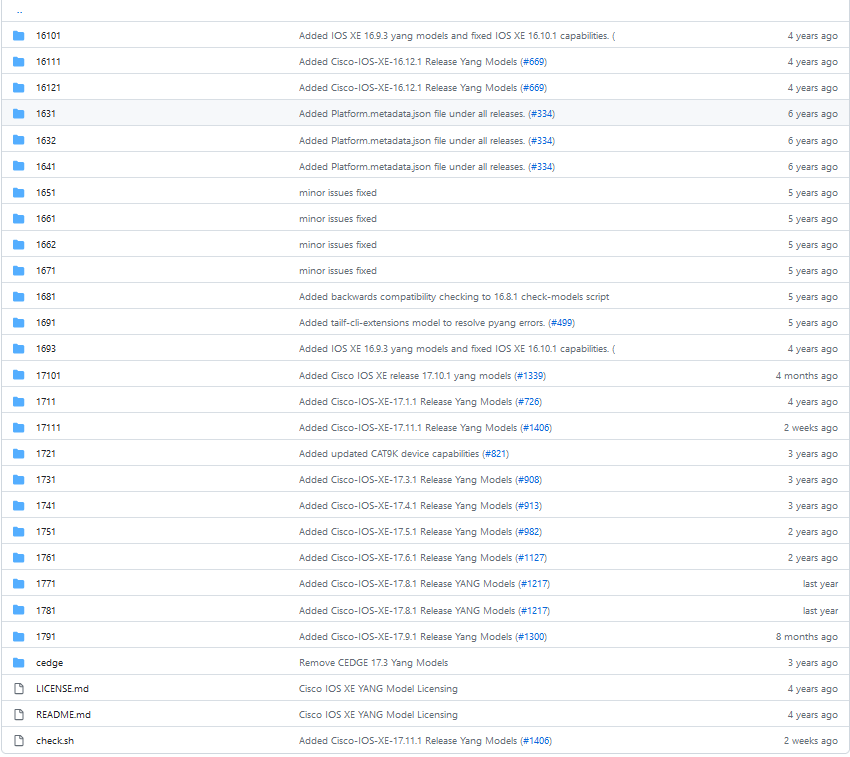 ..
16101 Added IOS XE 16.9.3 yang models and fixed IOS XE 16.10.1 capabilities. ( 4 years ago
16111 Added Cisco-IOS-XE-16.12.1 Release Yang Models (#669) 4 years ago
16121 Added Cisco-IOS-XE-16.12.1 Release Yang Models (#669) 4 years ago
1631 Added Platform.metadata.json file under all releases. (#334) 6 years ago
1632 Added Platform.metadata.json file under all releases. (#334) 6 years ago
1641 Added Platform.metadata.json file under all releases. (#334) 6 years ago
1651 minor issues fixed 5 years ago
1661 minor issues fixed 5 years ago
1662 minor issues fixed 5 years ago
1671 minor issues fixed 5 years ago
1681 Added backwards compatibility checking to 16.8.1 check-models script 5 years ago
1691 Added tailf-cli-extensions model to resolve pyang errors. (#499) 5 years ago
1693 Added IOS XE 16.9.3 yang models and fixed IOS XE 16.10.1 capabilities. ( 4 years ago
17101 Added Cisco IOS XE release 17.10.1 yang models (#1339) 4 months ago
1711 Added Cisco-IOS-XE-17.1.1 Release Yang Models (#726) 4 years ago
17111 Added Cisco-IOS-XE-17.11.1 Release Yang Models (#1406) 2 weeks ago
1721 Added updated CAT9K device capabilities (#821) 3 years ago
1731 Added Cisco-IOS-XE-17.3.1 Release Yang Models (#908) 3 years ago
1741 Added Cisco-IOS-XE-17.4.1 Release Yang Models (#913) 3 years ago
1751 Added Cisco-IOS-XE-17.5.1 Release Yang Models (#982) 2 years ago
1761 Added Cisco-IOS-XE-17.6.1 Release Yang Models (#1127) 2 years ago
1771 Added Cisco-IOS-XE-17.8.1 Release YANG Models (#1217) last year
1781 Added Cisco-IOS-XE-17.8.1 Release YANG Models (#1217) last year
1791 Added Cisco-IOS-XE-17.9.1 Release Yang Models (#1300) 8 months ago
cedge Remove CEDGE 17.3 Yang Models 3 years ago
LICENSE.md Cisco IOS XE YANG Model Licensing 4 years ago
README.md Cisco IOS XE YANG Model Licensing 4 years ago
check.sh Added Cisco-IOS-XE-17.11.1 Release Yang Models (#1406) 2 weeks ago